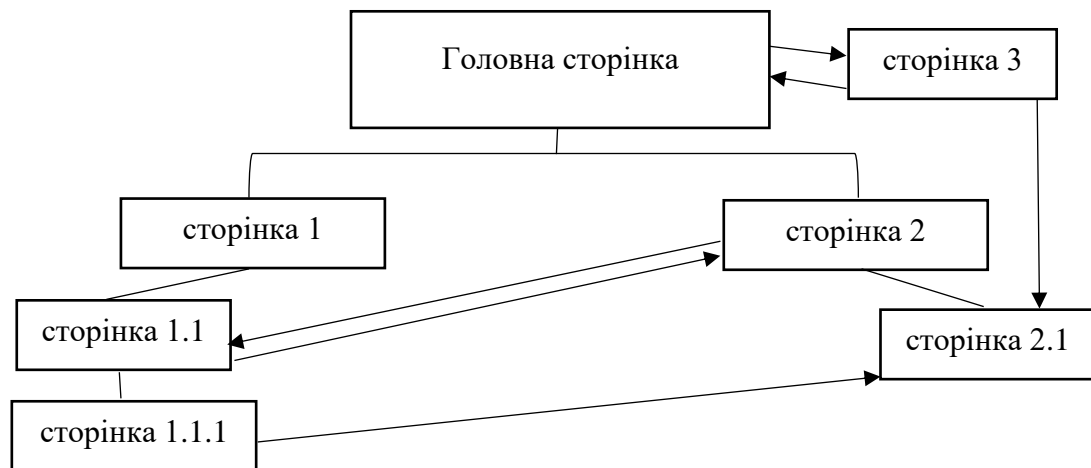 Головна сторінка
сторінка 3
сторінка 1
сторінка 2
сторінка 1.1
сторінка 2.1
сторінка 1.1.1